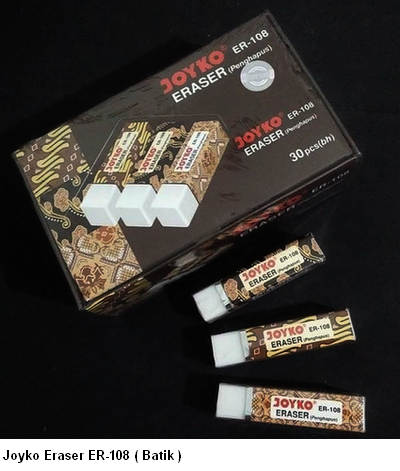 JOYKO ER-108
ERASER (Penghapus)
JOYKO ER-108
ERASER (Penghapus)
30 pcs(bh)
JOYKO ER-108
ERASER (Penghapus)
JOYKO ER-108
ERASER (Penghapus)
JOYKO ER-108
ERASER (Penghapus)
Joyko Eraser ER-108 ( Batik )